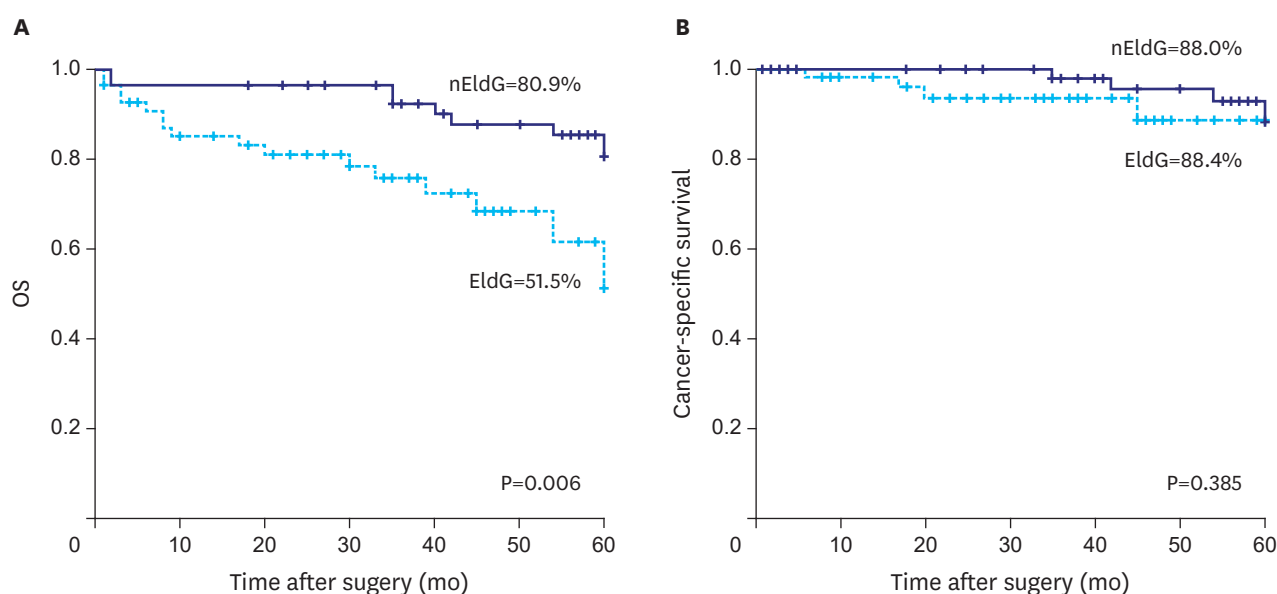 A
nEldG=80.9%
1.0
0.8
0.6
0.4
0.2
OS
EldG=51.5%
P=0.006
0 10 20 30 40 50 60
Time after sugery (mo)
B
nEldG=88.0%
1.0
0.8
0.6
0.4
0.2
Cancer-specific survival
EldG=88.4%
P=0.385
0 10 20 30 40 50 60
Time after sugery (mo)